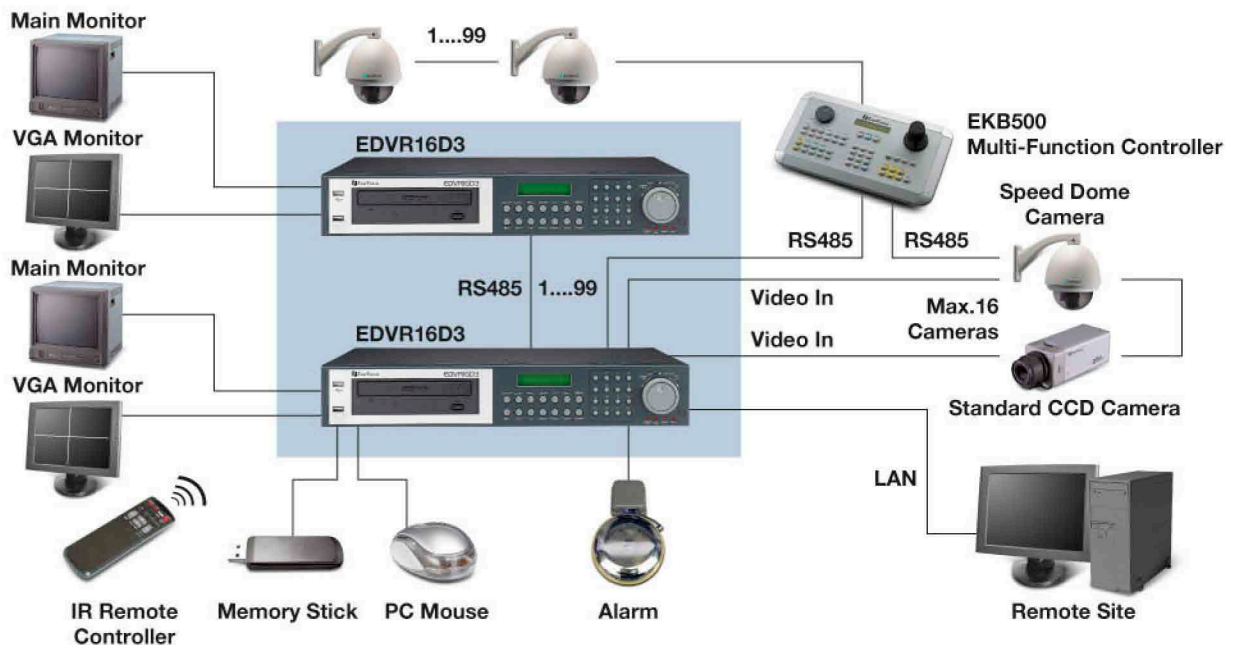 Main Monitor
1....99
VGA Monitor
EDVR16D3
EKB500
Multi-Function Controller
Speed Dome
Camera
RS485
RS485
Main Monitor
RS485
1....99
Video In
Max.16
Cameras
EDVR16D3
Video In
VGA Monitor
Standard CCD Camera
LAN
IR Remote
Controller
Memory Stick
PC Mouse
Alarm
Remote Site
EDVR16D3
EDVR16D3